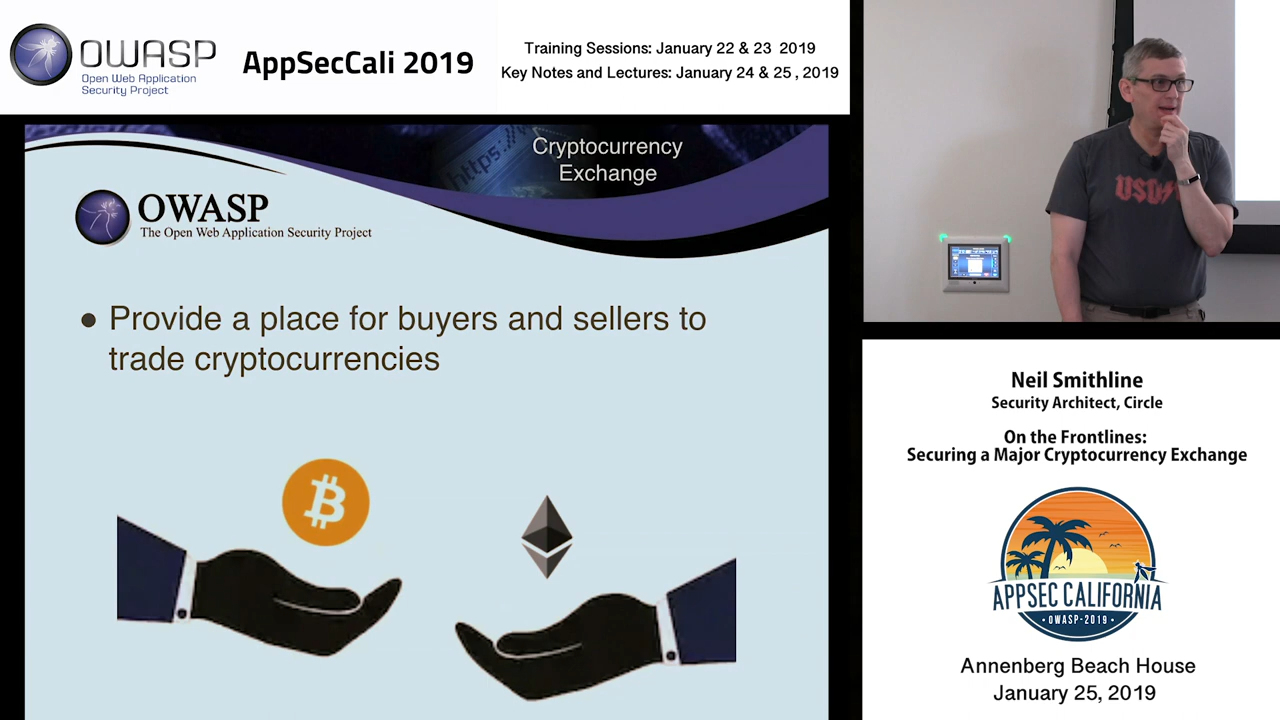 OWASP
Open Web Application
Security Project
AppSecCali 2019
Training Sessions: January 22 & 23 2019
Key Notes and Lectures: January 24 & 25 , 2019
https://
Cryptocurrency
Exchange
OWASP
The Open Web Application Security Project
● Provide a place for buyers and sellers to
trade cryptocurrencies
Neil Smithline
Security Architect, Circle
On the Frontlines:
Securing a Major Cryptocurrency Exchange
APPSEC CALIFORNIA
• OWASP-2019 •
Annenberg Beach House
January 25, 2019